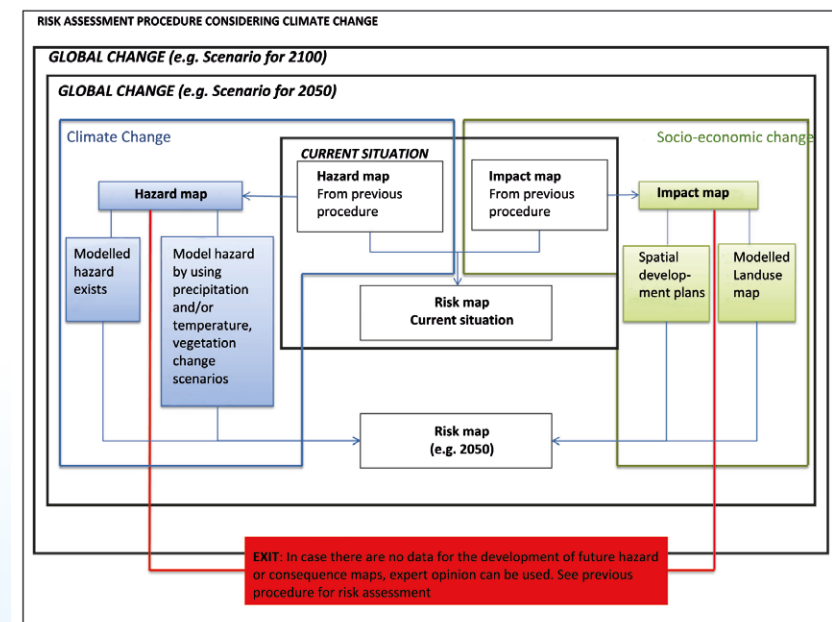 RISK ASSESSMENT PROCEDURE CONSIDERING CLIMATE CHANGE
GLOBAL CHANGE (e.g. Scenario for 2100)
GLOBAL CHANGE (e.g. Scenario for 2050)
Climate Change
Socio-economic change
CURRENT SITUATION
Hazard map
From previous
procedure
Impact map
From previous
procedure
Hazard map
Impact map
Modelled
hazard
exists
Model hazard
by using
precipitation
and/or
temperature,
vegetation
change
scenarios
Spatial
develop-
ment plans
Modelled
Landuse
map
Risk map
Current situation
Risk map
(e.g. 2050)
EXIT: In case there are no data for the development of future hazard
or consequence maps, expert opinion can be used. See previous
procedure for risk assessment